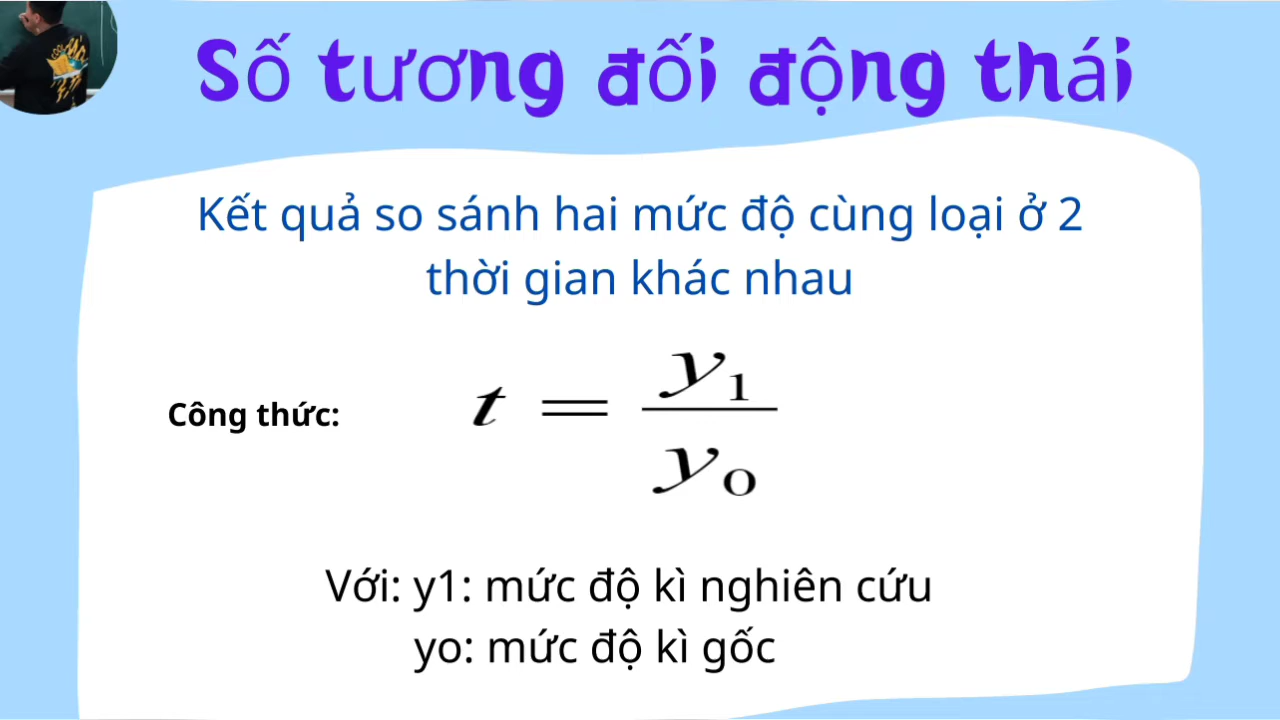 Số tương đối động thái
Kết quả so sánh hai mức độ cùng loại ở 2
thời gian khác nhau
Công thức:
t = y₁/y₀
Với: y1: mức độ kì nghiên cứu
yo: mức độ kì gốc